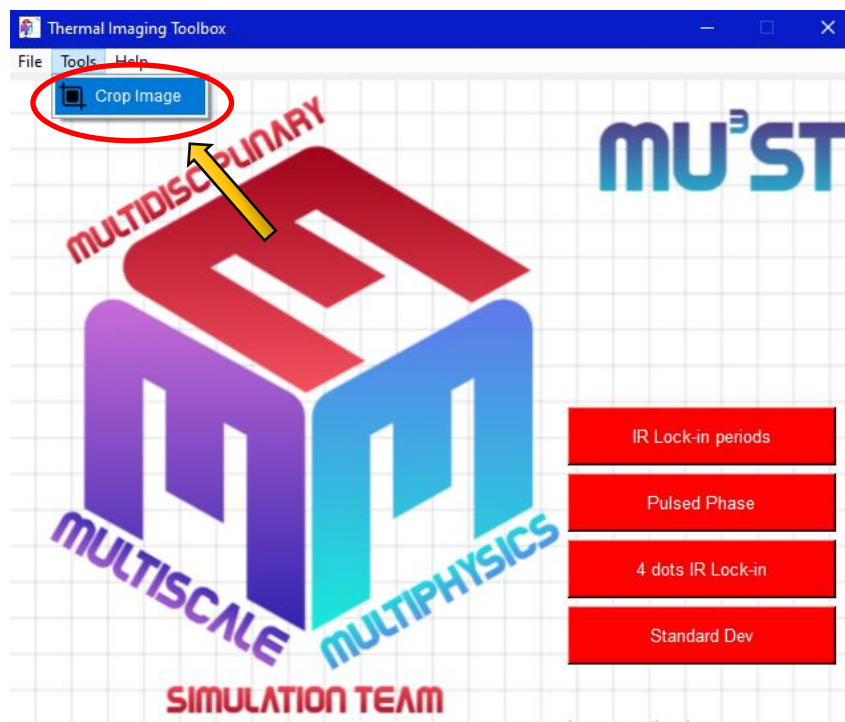 Thermal Imaging Toolbox
File Tools Help
Crop Image
MULTIDISCIPLINARY
MU³ST
IR Lock-in periods
Pulsed Phase
4 dots IR Lock-in
Standard Dev
MULTISCALE
MULTIPHYSICS
SIMULATION TEAM